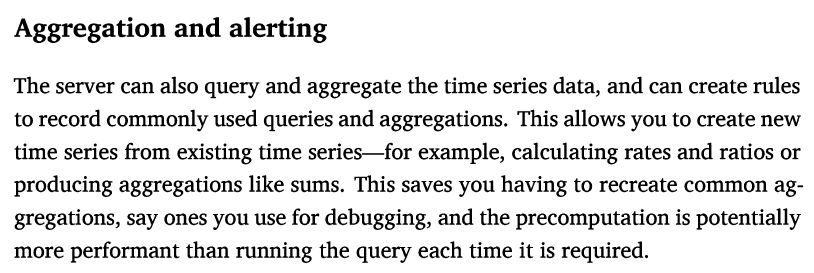 Aggregation and alerting
The server can also query and aggregate the time series data, and can create rules
to record commonly used queries and aggregations. This allows you to create new
time series from existing time series—for example, calculating rates and ratios or
producing aggregations like sums. This saves you having to recreate common ag-
gregations, say ones you use for debugging, and the precomputation is potentially
more performant than running the query each time it is required.